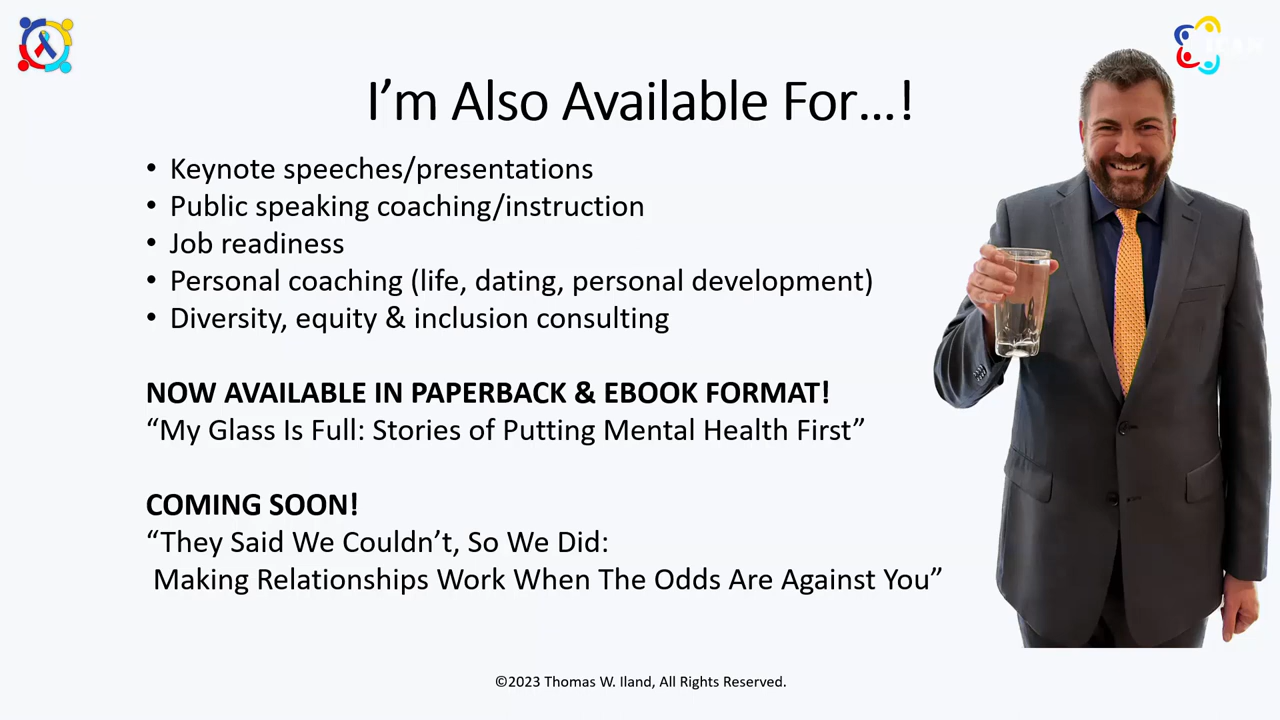 I’m Also Available For…!
• Keynote speeches/presentations
• Public speaking coaching/instruction
• Job readiness
• Personal coaching (life, dating, personal development)
• Diversity, equity & inclusion consulting
NOW AVAILABLE IN PAPERBACK & EBOOK FORMAT!
“My Glass Is Full: Stories of Putting Mental Health First”
COMING SOON!
“They Said We Couldn’t, So We Did:
Making Relationships Work When The Odds Are Against You”
©2023 Thomas W. Iland, All Rights Reserved.